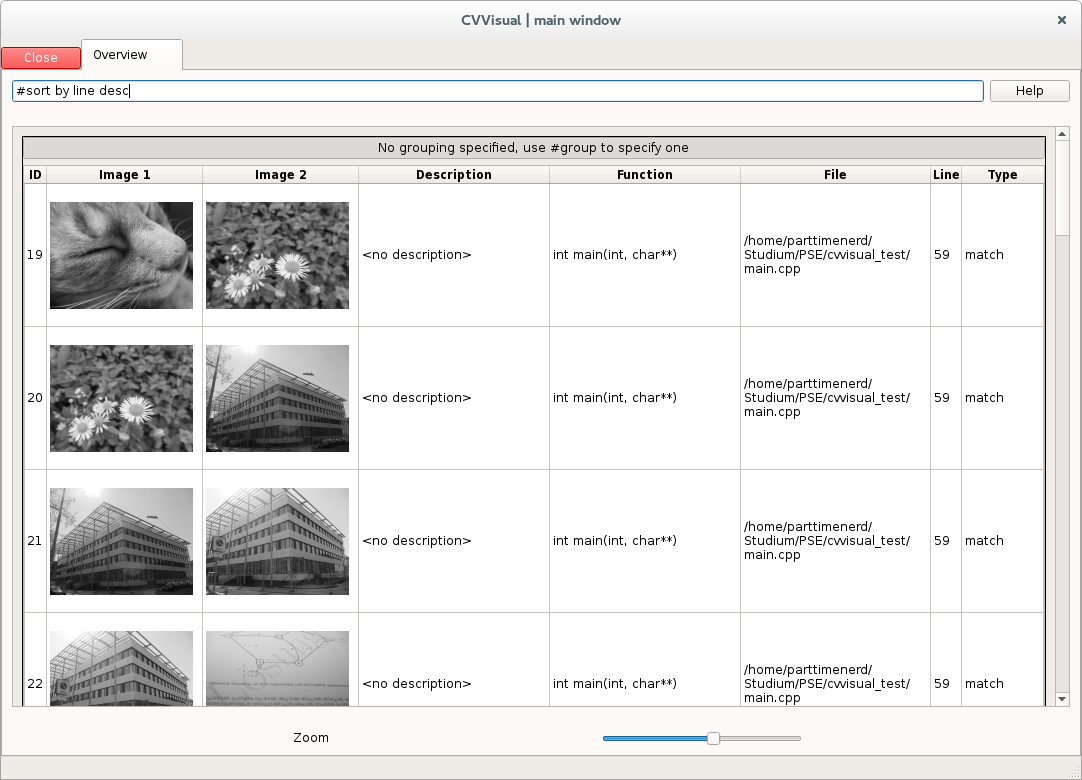 CVVisual | main window
Close
Overview
#sort by line desc
Help
No grouping specified, use #group to specify one
ID Image 1 Image 2 Description Function File Line Type
19 <no description> int main(int, char**) /home/parttimenerd/
Studium/PSE/cvvisual_test/
main.cpp
59 match
20 <no description> int main(int, char**) /home/parttimenerd/
Studium/PSE/cvvisual_test/
main.cpp
59 match
21 <no description> int main(int, char**) /home/parttimenerd/
Studium/PSE/cvvisual_test/
main.cpp
59 match
22 <no description> int main(int, char**) /home/parttimenerd/
Studium/PSE/cvvisual_test/
main.cpp
59 match
Zoom